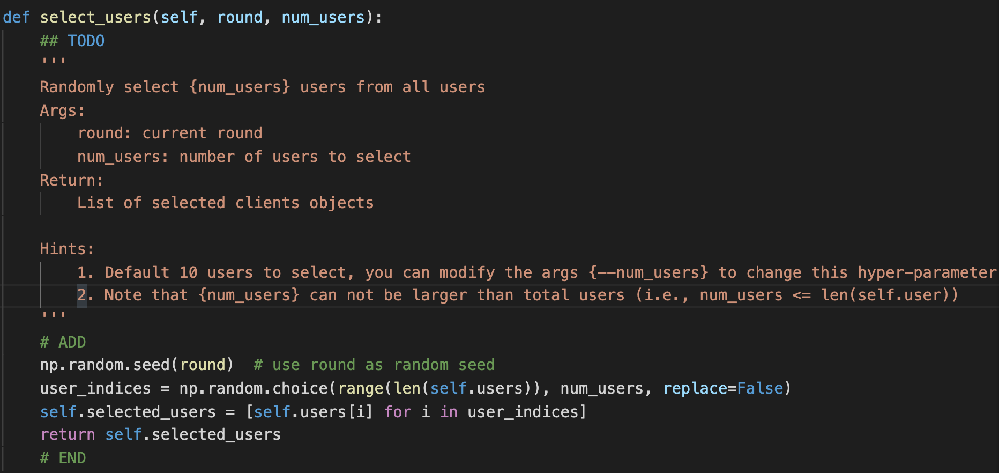 def select_users(self, round, num_users):
## TODO
'''
Randomly select {num_users} users from all users
Args:
round: current round
num_users: number of users to select
Return:
List of selected clients objects
Hints:
1. Default 10 users to select, you can modify the args {--num_users} to change this hyper-parameter
2. Note that {num_users} can not be larger than total users (i.e., num_users <= len(self.user))
'''
# ADD
np.random.seed(round)  # use round as random seed
user_indices = np.random.choice(range(len(self.users)), num_users, replace=False)
self.selected_users = [self.users[i] for i in user_indices]
return self.selected_users
# END